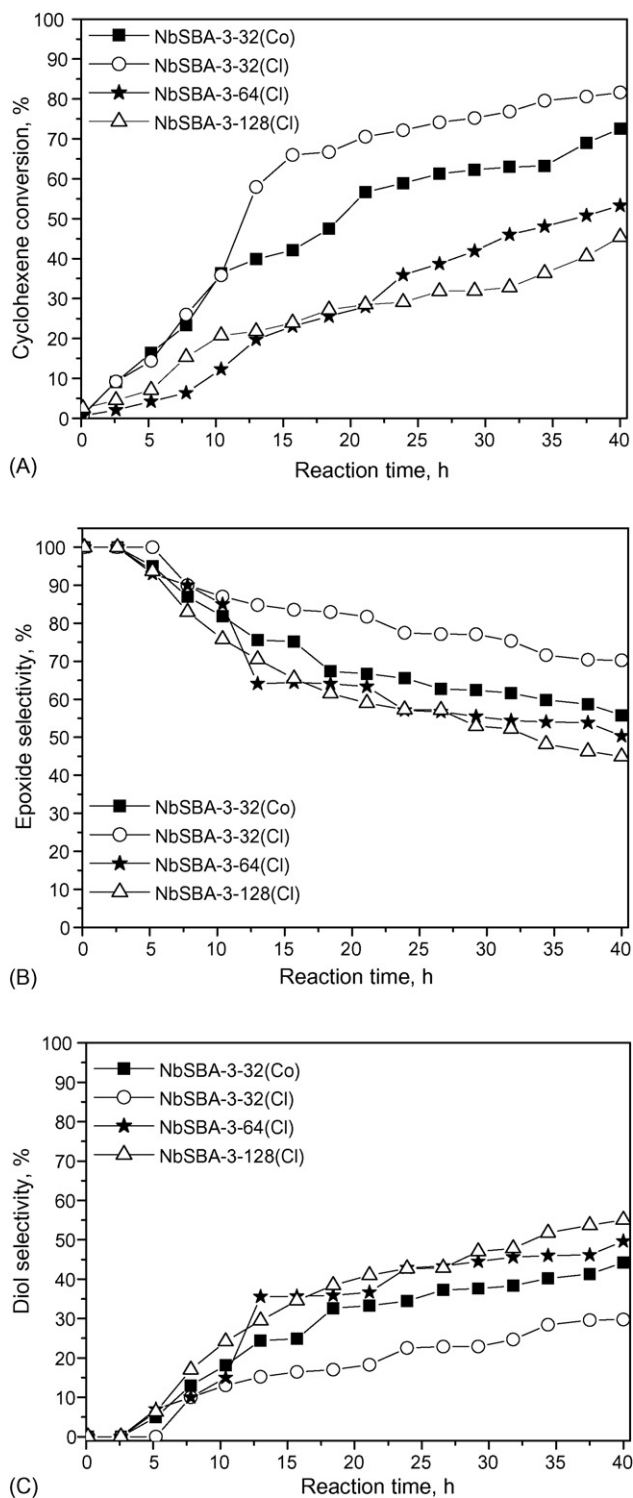 100
90
80
70
60
50
40
30
20
10
0
Cyclohexene conversion, %
NbSBA-3-32(Co)
NbSBA-3-32(Cl)
NbSBA-3-64(Cl)
NbSBA-3-128(Cl)
0 5 10 15 20 25 30 35 40
Reaction time, h
(A)
100
90
80
70
60
50
40
30
20
10
0
Epoxide selectivity, %
NbSBA-3-32(Co)
NbSBA-3-32(Cl)
NbSBA-3-64(Cl)
NbSBA-3-128(Cl)
0 5 10 15 20 25 30 35 40
Reaction time, h
(B)
100
90
80
70
60
50
40
30
20
10
0
Diol selectivity, %
NbSBA-3-32(Co)
NbSBA-3-32(Cl)
NbSBA-3-64(Cl)
NbSBA-3-128(Cl)
0 5 10 15 20 25 30 35 40
Reaction time, h
(C)